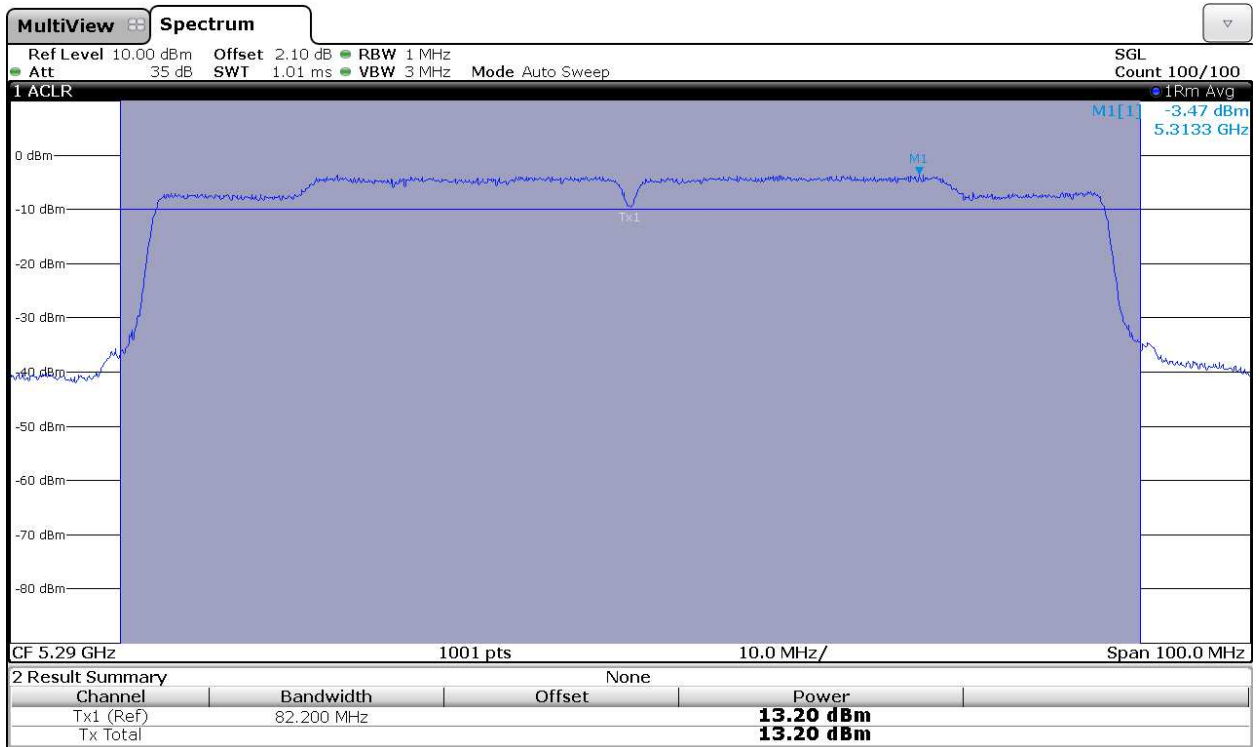 MultiView Spectrum
Ref Level 10.00 dBm Offset 2.10 dB RBW 1 MHz SGL
Att 35 dB SWT 1.01 ms VBW 3 MHz Mode Auto Sweep Count 100/100
1 ACLR 1Rm Avg
M1[1] -3.47 dBm
5.3133 GHz
0 dBm
M1
-10 dBm
Tx1
-20 dBm
-30 dBm
-40 dBm
-50 dBm
-60 dBm
-70 dBm
-80 dBm
CF 5.29 GHz 1001 pts 10.0 MHz/ Span 100.0 MHz
2 Result Summary None
Channel Bandwidth Offset Power
Tx1 (Ref) 82.200 MHz 13.20 dBm
Tx Total 13.20 dBm